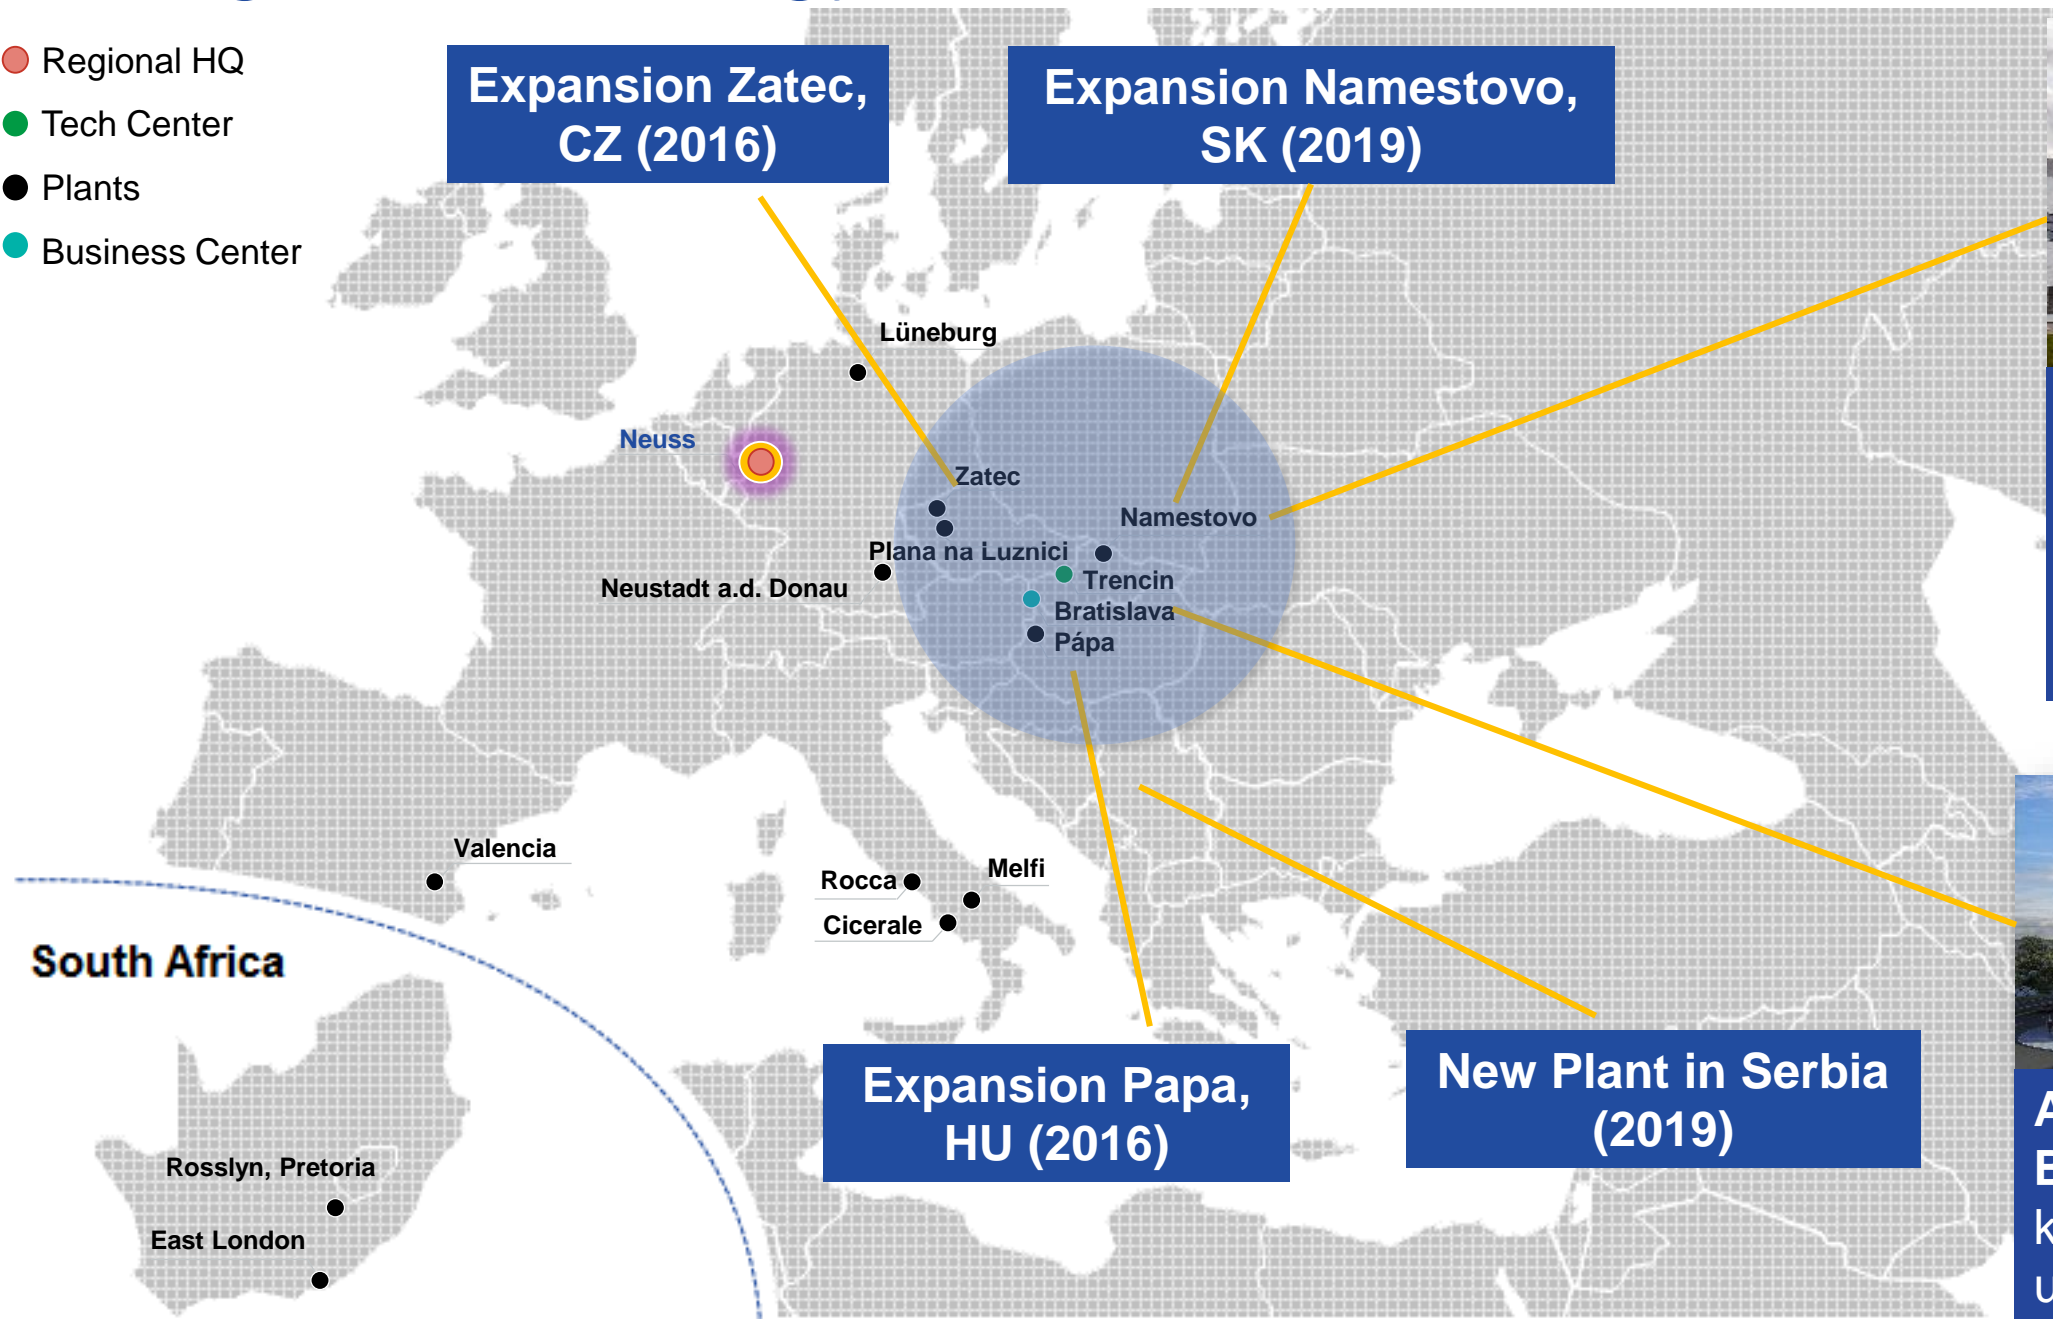 Regional HQ
Tech Center
Plants
Business Center
Expansion Zatec,
CZ (2016)
Expansion Namestovo,
SK (2019)
Lüneburg
Neuss
Zatec
Namestovo
Plana na Luznici
Neustadt a.d. Donau
Trencin
Bratislava
Pápa
Valencia
Rocca
Melfi
Cicerale
South Africa
Rosslyn, Pretoria
East London
Expansion Papa,
HU (2016)
New Plant in Serbia
(2019)